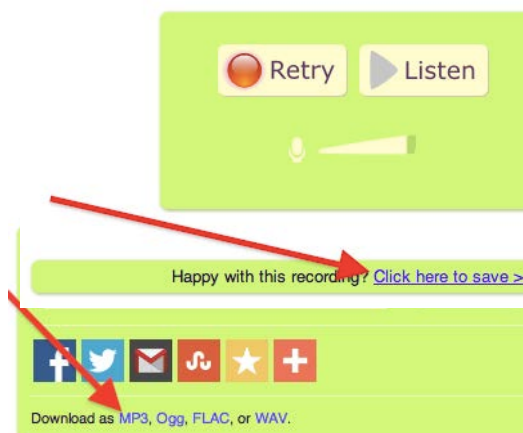 Retry Listen
Happy with this recording? Click here to save >
Download as MP3, Ogg, FLAC, or WAV.